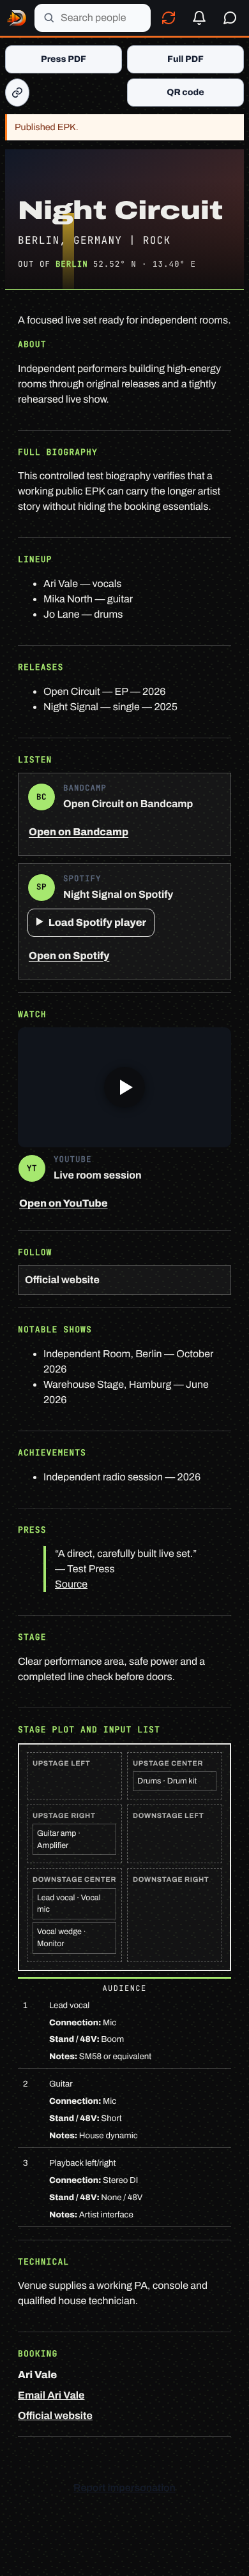 Search people
Press PDF
Full PDF
QR code
Published EPK.
Night Circuit
BERLIN, GERMANY | ROCK
OUT OF BERLIN 52.52° N · 13.40° E
A focused live set ready for independent rooms.
ABOUT
Independent performers building high-energy
rooms through original releases and a tightly
rehearsed live show.
FULL BIOGRAPHY
This controlled test biography verifies that a
working public EPK can carry the longer artist
story without hiding the booking essentials.
LINEUP
• Ari Vale — vocals
• Mika North — guitar
• Jo Lane — drums
RELEASES
• Open Circuit — EP — 2026
• Night Signal — single — 2025
LISTEN
BC
BANDCAMP
Open Circuit on Bandcamp
Open on Bandcamp
SP
SPOTIFY
Night Signal on Spotify
Load Spotify player
Open on Spotify
WATCH
YT
YOUTUBE
Live room session
Open on YouTube
FOLLOW
Official website
NOTABLE SHOWS
• Independent Room, Berlin — October
2026
• Warehouse Stage, Hamburg — June
2026
ACHIEVEMENTS
• Independent radio session — 2026
PRESS
“A direct, carefully built live set.”
— Test Press
Source
STAGE
Clear performance area, safe power and a
completed line check before doors.
STAGE PLOT AND INPUT LIST
UPSTAGE LEFT
UPSTAGE CENTER
Drums · Drum kit
UPSTAGE RIGHT
Guitar amp ·
Amplifier
DOWNSTAGE LEFT
DOWNSTAGE CENTER
Lead vocal · Vocal
mic
Vocal wedge ·
Monitor
DOWNSTAGE RIGHT
AUDIENCE
1 Lead vocal
Connection: Mic
Stand / 48V: Boom
Notes: SM58 or equivalent
2 Guitar
Connection: Mic
Stand / 48V: Short
Notes: House dynamic
3 Playback left/right
Connection: Stereo DI
Stand / 48V: None / 48V
Notes: Artist interface
TECHNICAL
Venue supplies a working PA, console and
qualified house technician.
BOOKING
Ari Vale
Email Ari Vale
Official website
Report impersonation